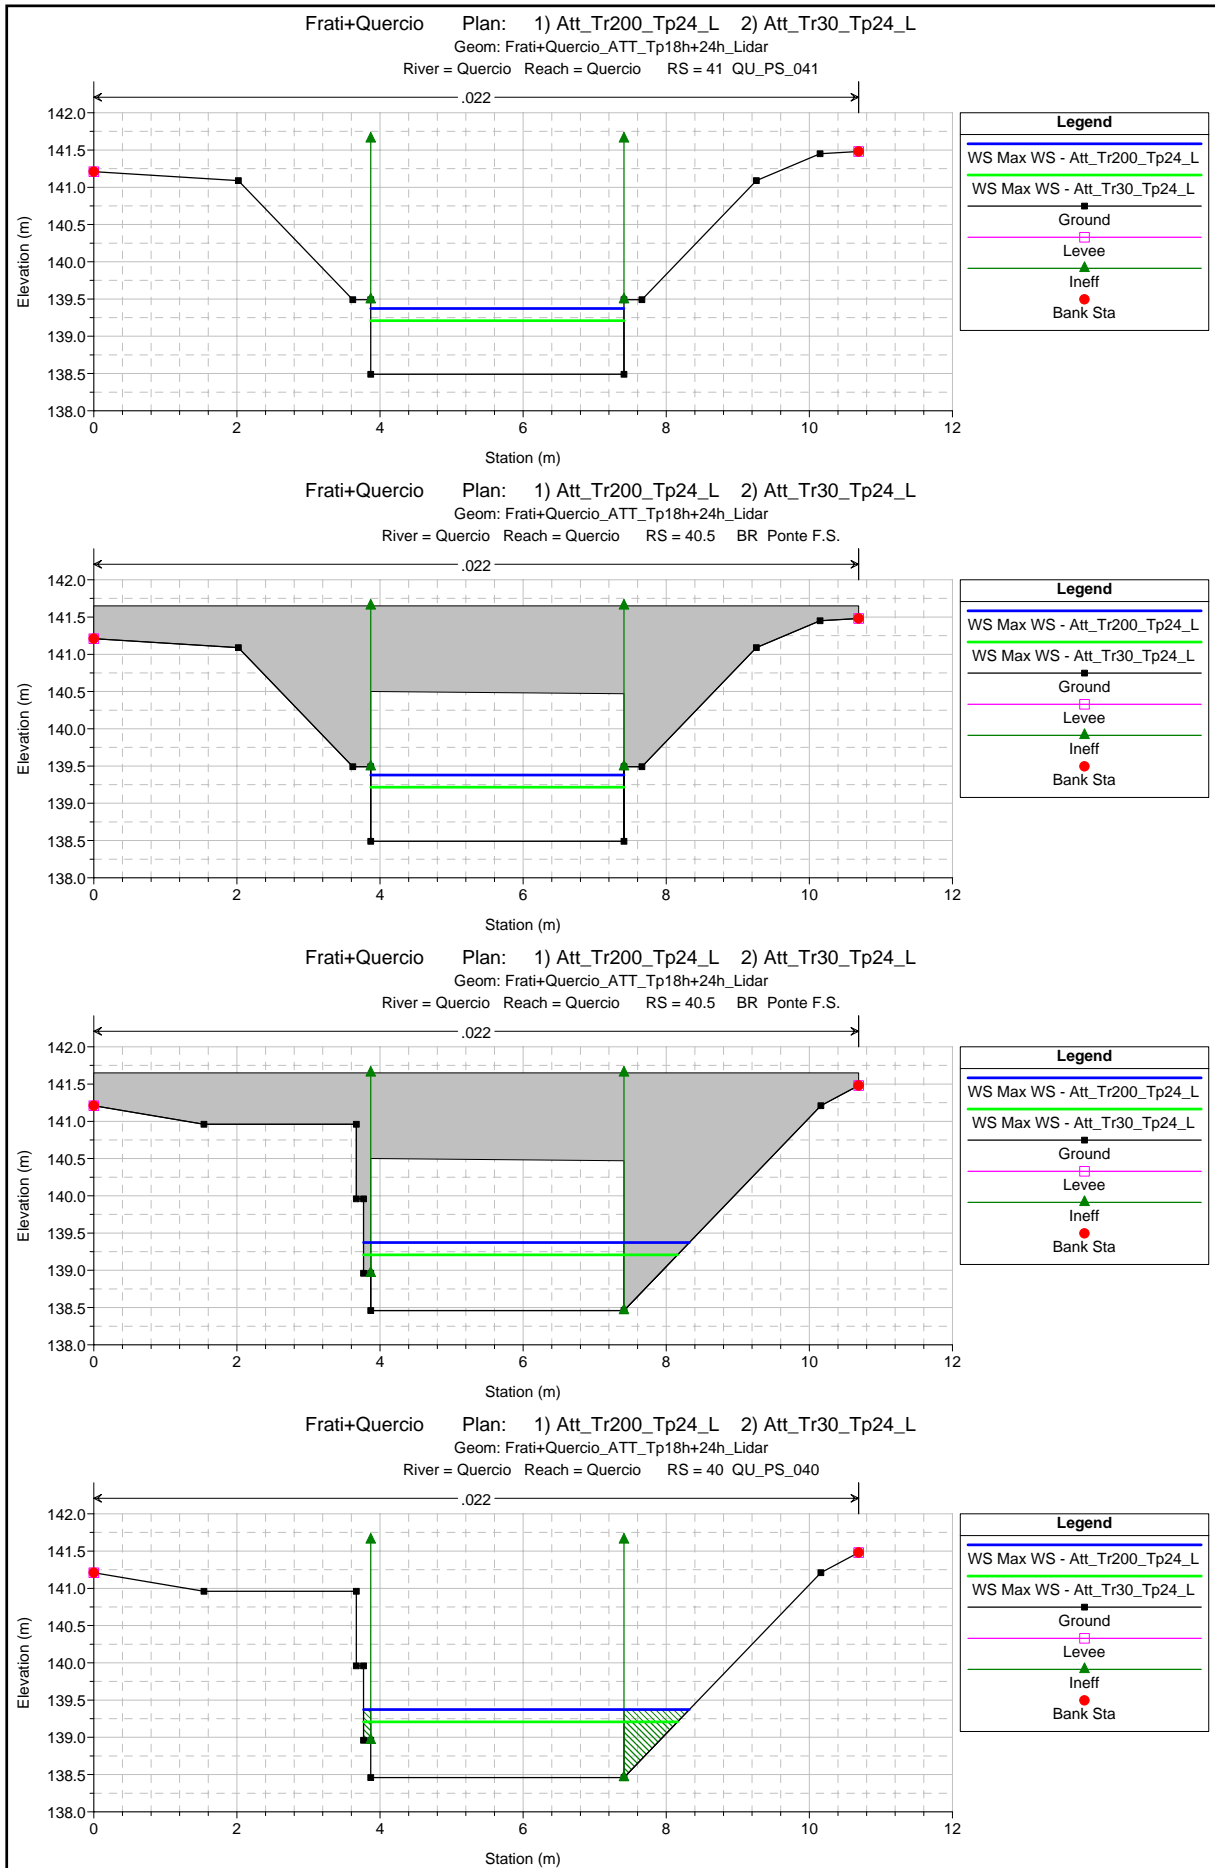 Frati+Quercio Plan: 1) Att_Tr200_Tp24_L 2) Att_Tr30_Tp24_L
Geom: Frati+Quercio_ATT_Tp18h+24h_Lidar
River = Quercio Reach = Quercio RS = 41 QU_PS_041
.022
142.0
141.5
141.0
140.5
140.0
139.5
139.0
138.5
138.0
Elevation (m)
0 2 4 6 8 10 12
Station (m)
Legend
WS Max WS - Att_Tr200_Tp24_L
WS Max WS - Att_Tr30_Tp24_L
Ground
Levee
Ineff
Bank Sta
Frati+Quercio Plan: 1) Att_Tr200_Tp24_L 2) Att_Tr30_Tp24_L
Geom: Frati+Quercio_ATT_Tp18h+24h_Lidar
River = Quercio Reach = Quercio RS = 40.5 BR Ponte F.S.
.022
142.0
141.5
141.0
140.5
140.0
139.5
139.0
138.5
138.0
Elevation (m)
0 2 4 6 8 10 12
Station (m)
Legend
WS Max WS - Att_Tr200_Tp24_L
WS Max WS - Att_Tr30_Tp24_L
Ground
Levee
Ineff
Bank Sta
Frati+Quercio Plan: 1) Att_Tr200_Tp24_L 2) Att_Tr30_Tp24_L
Geom: Frati+Quercio_ATT_Tp18h+24h_Lidar
River = Quercio Reach = Quercio RS = 40.5 BR Ponte F.S.
.022
142.0
141.5
141.0
140.5
140.0
139.5
139.0
138.5
138.0
Elevation (m)
0 2 4 6 8 10 12
Station (m)
Legend
WS Max WS - Att_Tr200_Tp24_L
WS Max WS - Att_Tr30_Tp24_L
Ground
Levee
Ineff
Bank Sta
Frati+Quercio Plan: 1) Att_Tr200_Tp24_L 2) Att_Tr30_Tp24_L
Geom: Frati+Quercio_ATT_Tp18h+24h_Lidar
River = Quercio Reach = Quercio RS = 40 QU_PS_040
.022
142.0
141.5
141.0
140.5
140.0
139.5
139.0
138.5
138.0
Elevation (m)
0 2 4 6 8 10 12
Station (m)
Legend
WS Max WS - Att_Tr200_Tp24_L
WS Max WS - Att_Tr30_Tp24_L
Ground
Levee
Ineff
Bank Sta